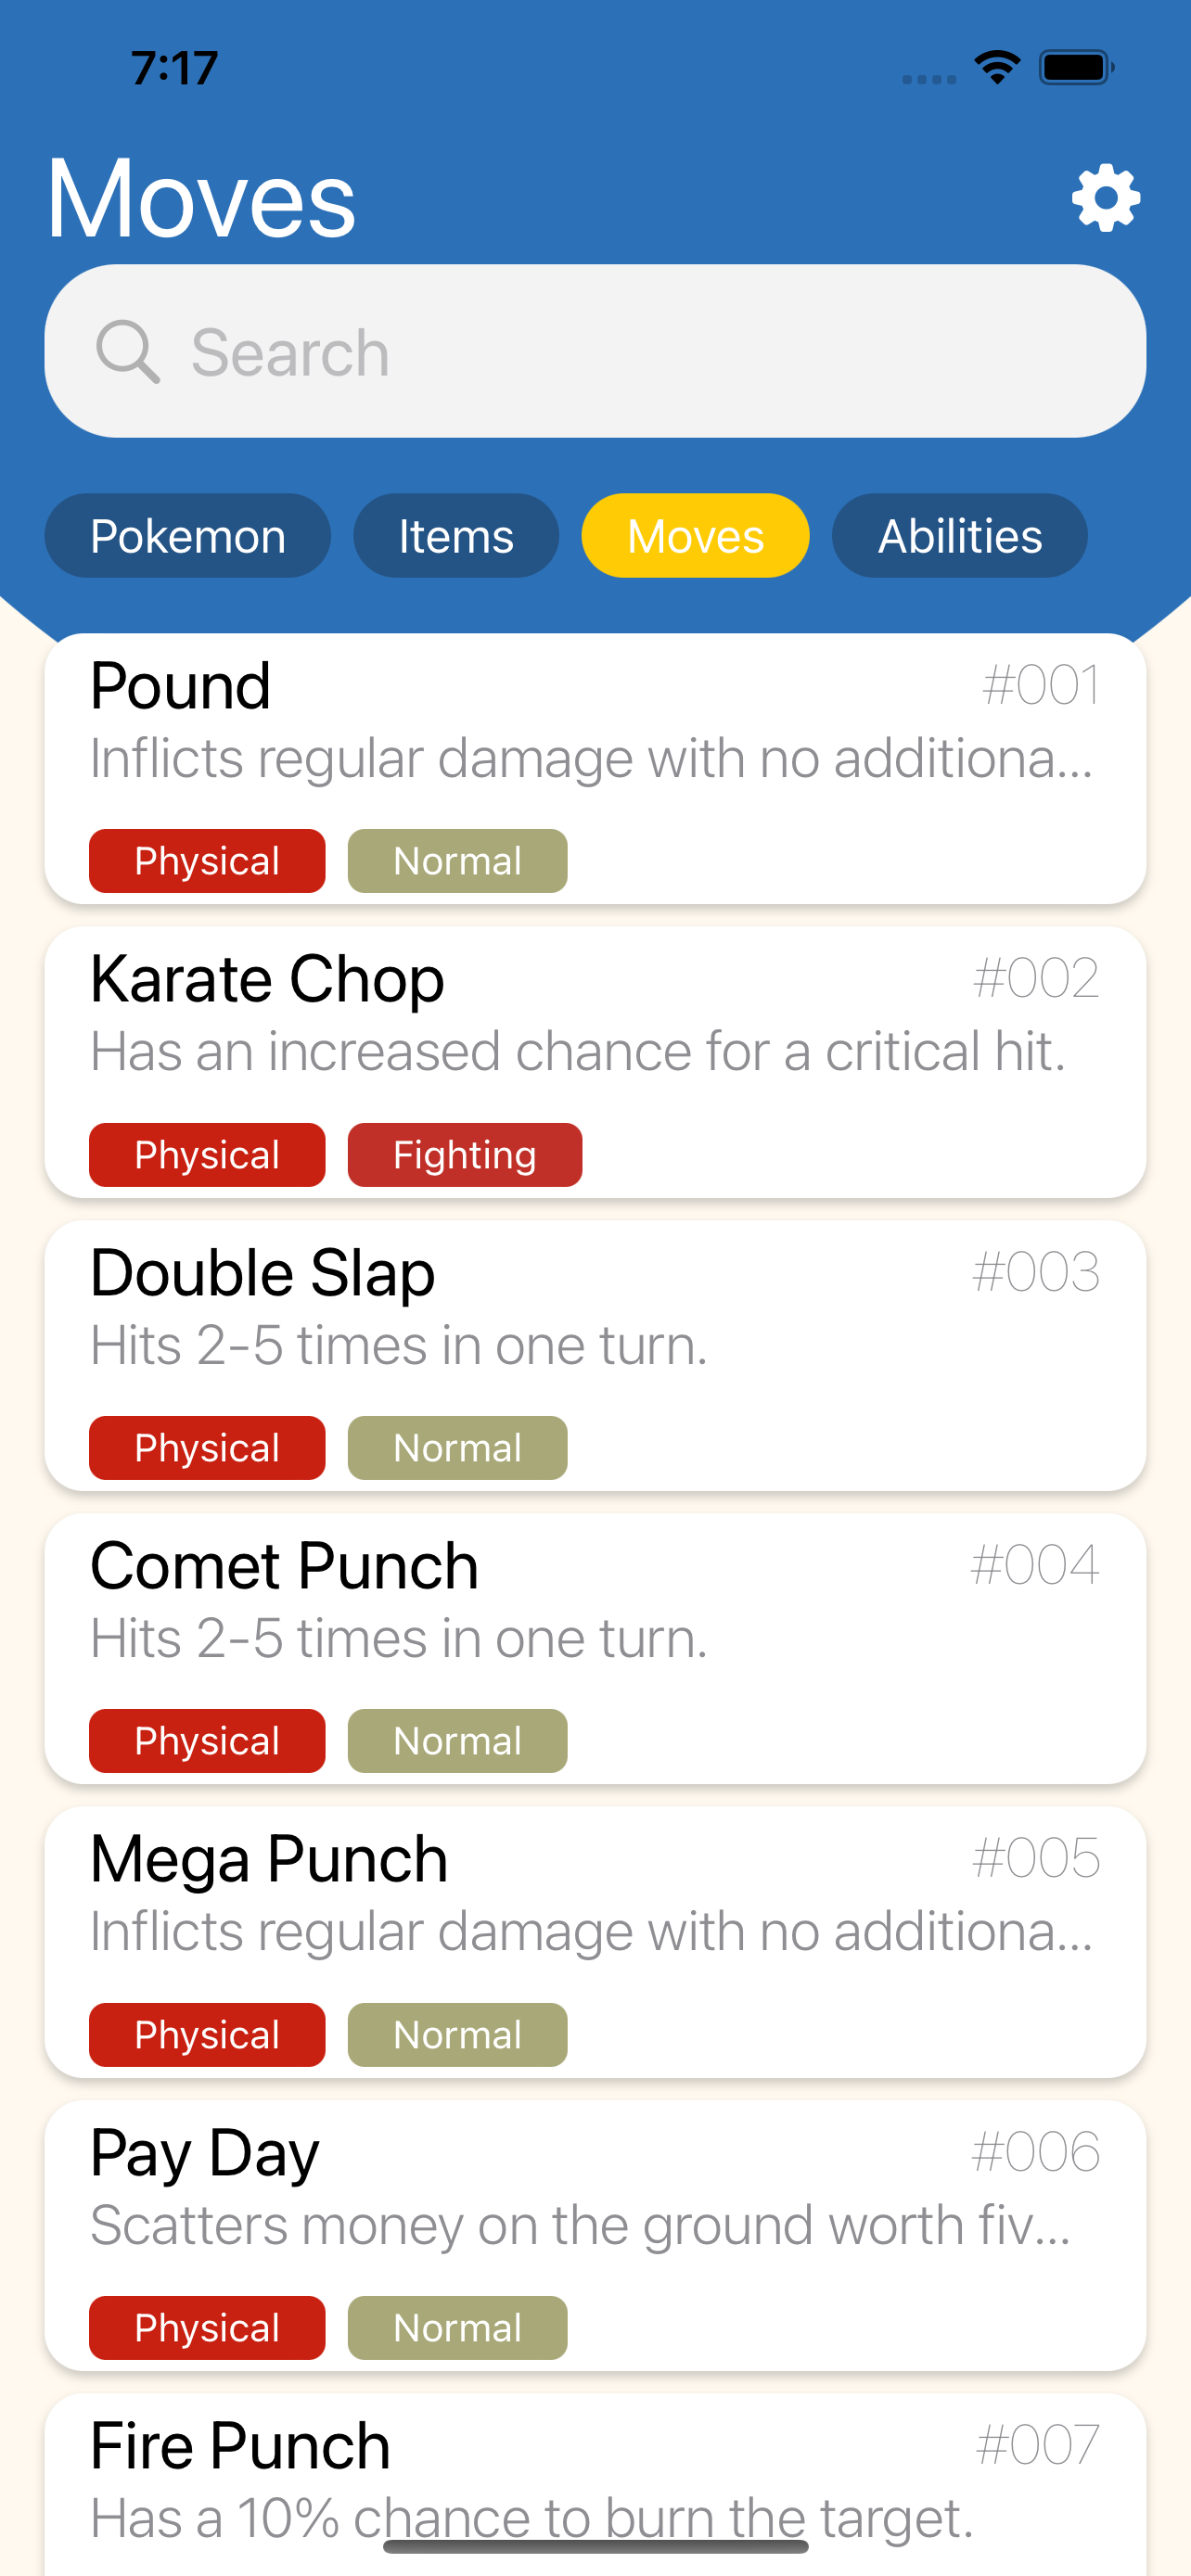 7:17
Moves
Search
Pokemon Items Moves Abilities
Pound #001
Inflicts regular damage with no additiona...
Physical Normal
Karate Chop #002
Has an increased chance for a critical hit.
Physical Fighting
Double Slap #003
Hits 2-5 times in one turn.
Physical Normal
Comet Punch #004
Hits 2-5 times in one turn.
Physical Normal
Mega Punch #005
Inflicts regular damage with no additiona...
Physical Normal
Pay Day #006
Scatters money on the ground worth fiv...
Physical Normal
Fire Punch #007
Has a 10% chance to burn the target.